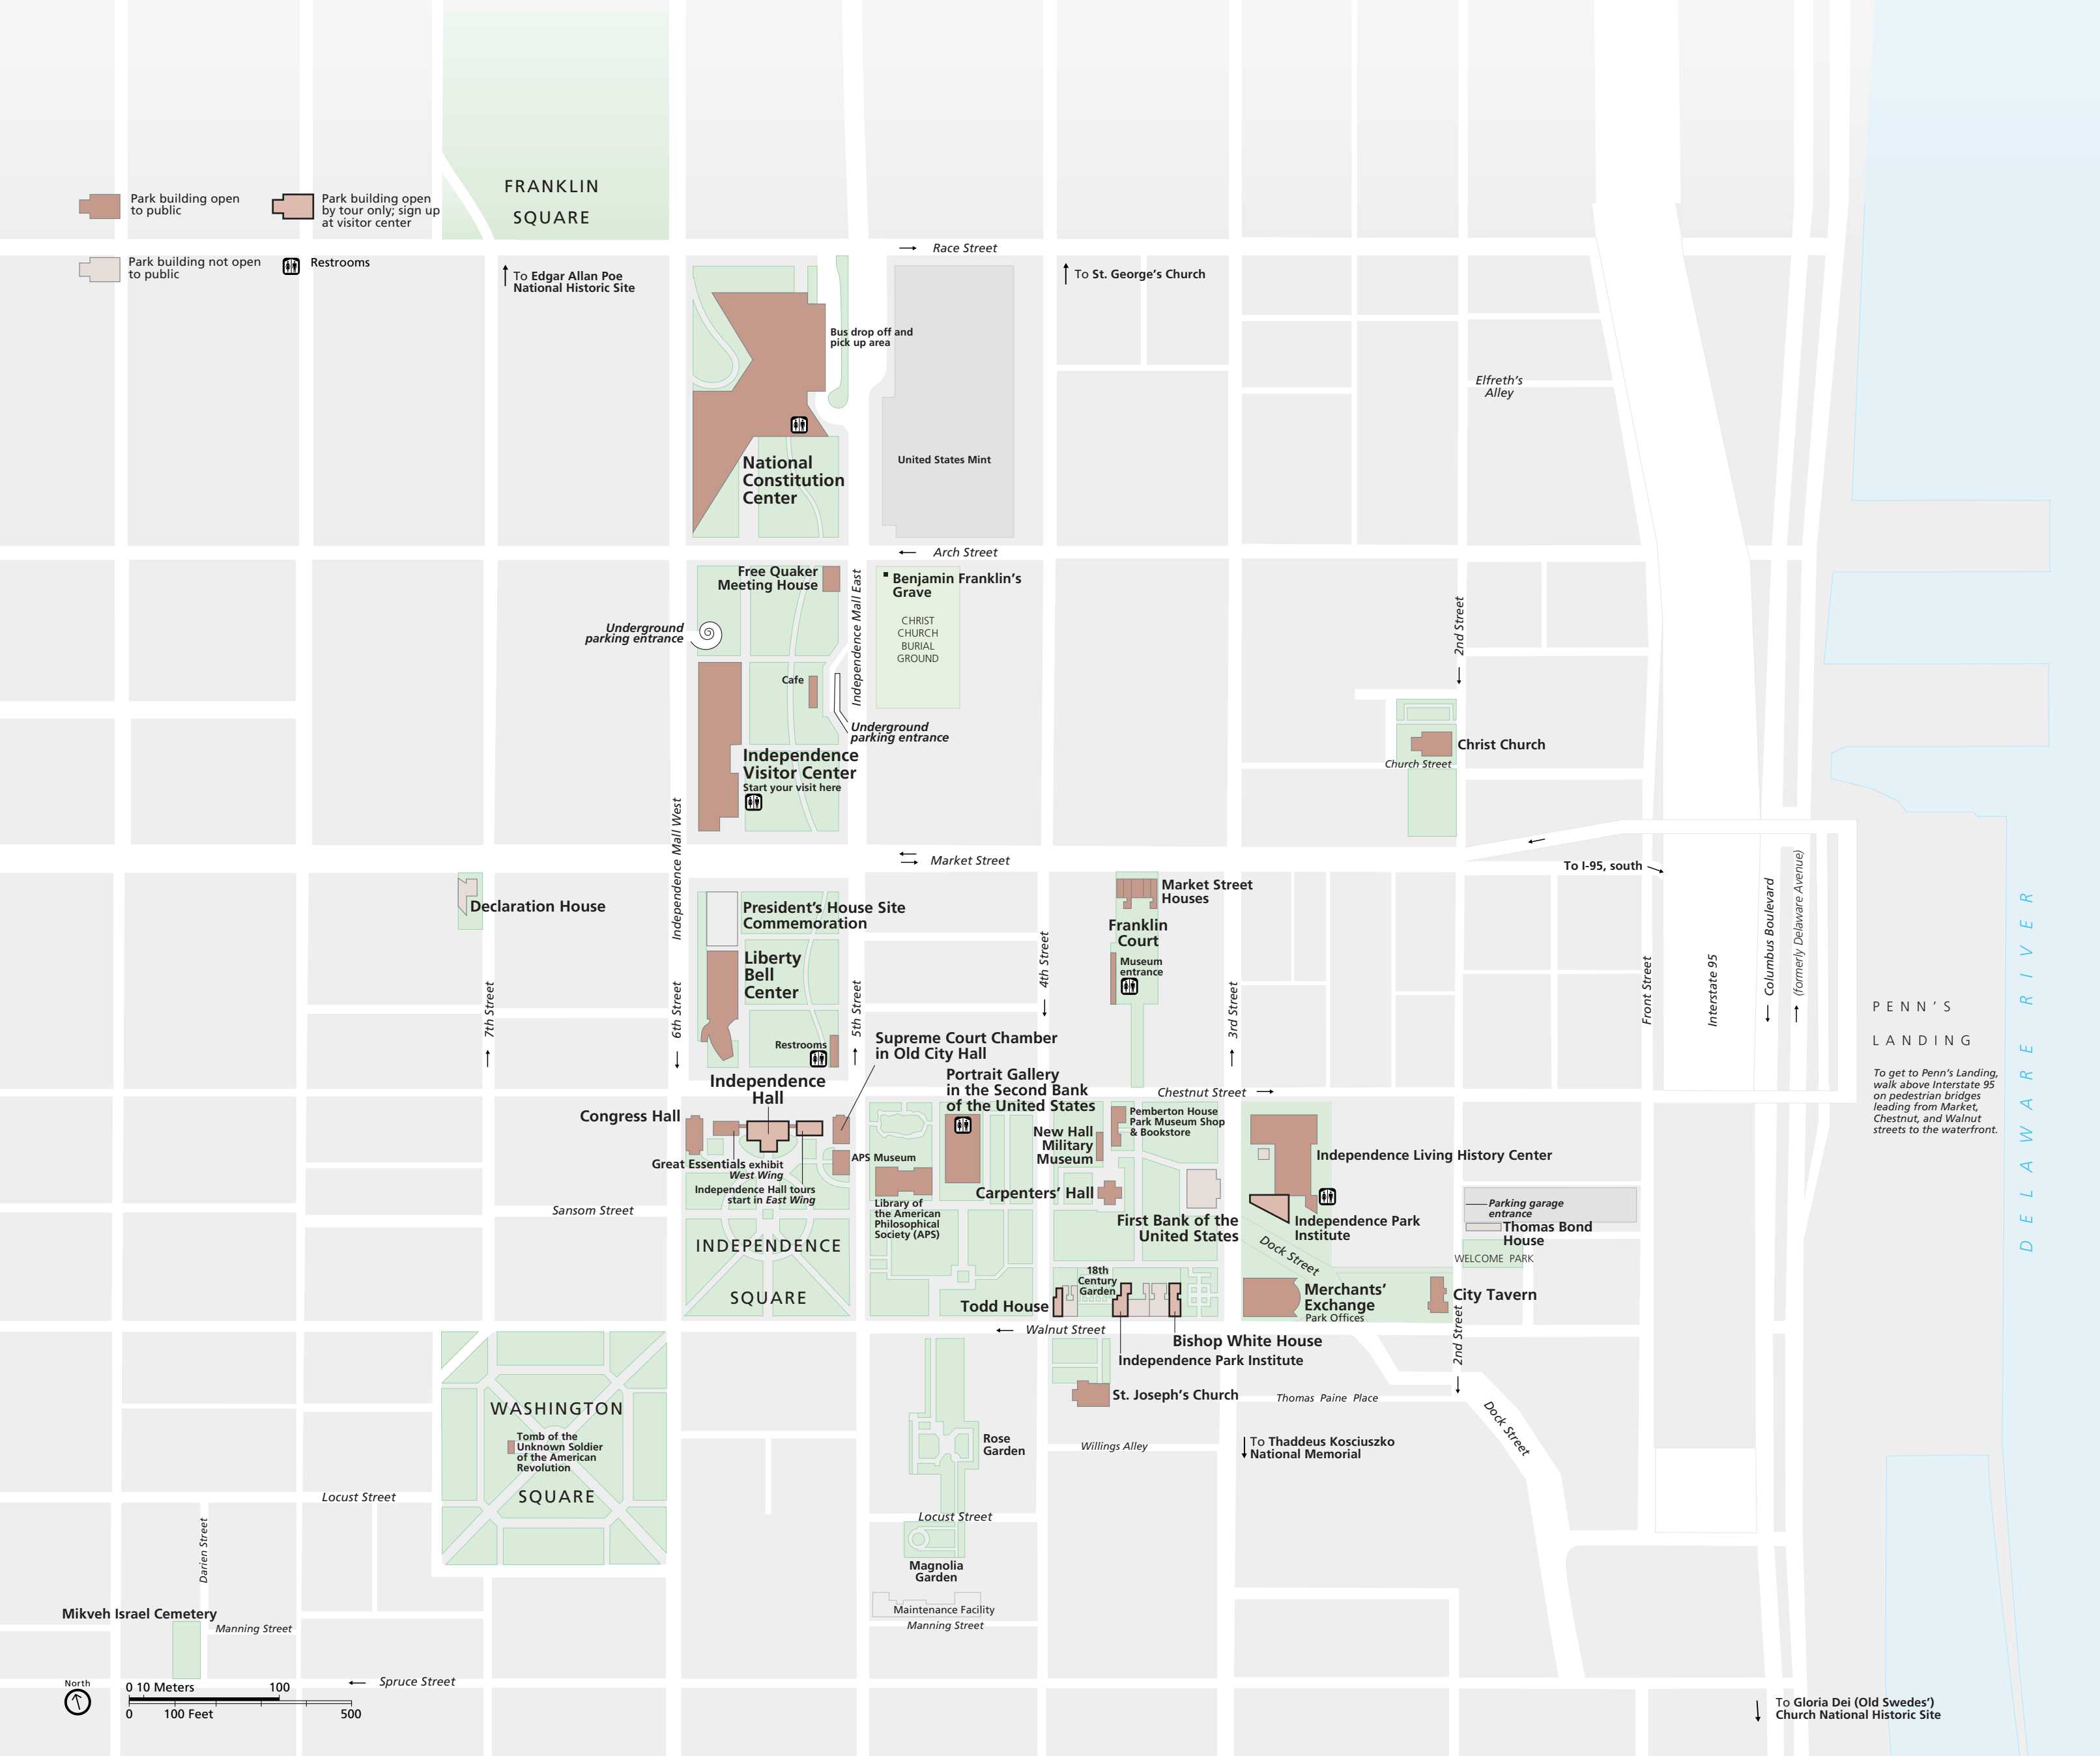 FRANKLIN
SQUARE
Park building open
to public
Park building open
by tour only; sign up
at visitor center
Park building not open
to public
Restrooms
Race Street
To Edgar Allan Poe
National Historic Site
To St. George's Church
Bus drop off and
pick up area
Elfreth's
Alley
United States Mint
National
Constitution
Center
Arch Street
Free Quaker
Meeting House
Independence Mall East
Benjamin Franklin's
Grave
CHRIST
CHURCH
BURIAL
GROUND
Underground
parking entrance
2nd Street
Cafe
Underground
parking entrance
Christ Church
Church Street
Independence
Visitor Center
Start your visit here
Independence Mall West
Market Street
To I-95, south
Declaration House
President's House Site
Commemoration
Market Street
Houses
Franklin
Court
Liberty
Bell
Center
Museum
entrance
7th Street
6th Street
5th Street
4th Street
3rd Street
Front Street
Interstate 95
Columbus Boulevard
(formerly Delaware Avenue)
PENN'S
LANDING
To get to Penn's Landing,
walk above Interstate 95
on pedestrian bridges
leading from Market,
Chestnut, and Walnut
streets to the waterfront.
DELAWARE RIVER
Restrooms
Supreme Court Chamber
in Old City Hall
Independence
Hall
Portrait Gallery
in the Second Bank
of the United States
Chestnut Street
Congress Hall
Pemberton House
Park Museum Shop
& Bookstore
New Hall
Military
Museum
Great Essentials exhibit
West Wing
APS Museum
Independence Living History Center
Independence Hall tours
start in East Wing
Carpenters' Hall
Library of
the American
Philosophical
Society (APS)
Sansom Street
First Bank of the
United States
Independence Park
Institute
Parking garage
entrance
Thomas Bond
House
WELCOME PARK
Dock Street
INDEPENDENCE
SQUARE
18th
Century
Garden
Todd House
Merchants'
Exchange
Park Offices
City Tavern
Walnut Street
Bishop White House
Independence Park Institute
2nd Street
St. Joseph's Church
Thomas Paine Place
Dock Street
WASHINGTON
Tomb of the
Unknown Soldier
of the American
Revolution
SQUARE
Rose
Garden
Willings Alley
To Thaddeus Kosciuszko
National Memorial
Locust Street
Locust Street
Darien Street
Magnolia
Garden
Maintenance Facility
Manning Street
Mikveh Israel Cemetery
Manning Street
Spruce Street
North
0 10 Meters 100
0 100 Feet 500
To Gloria Dei (Old Swedes')
Church National Historic Site